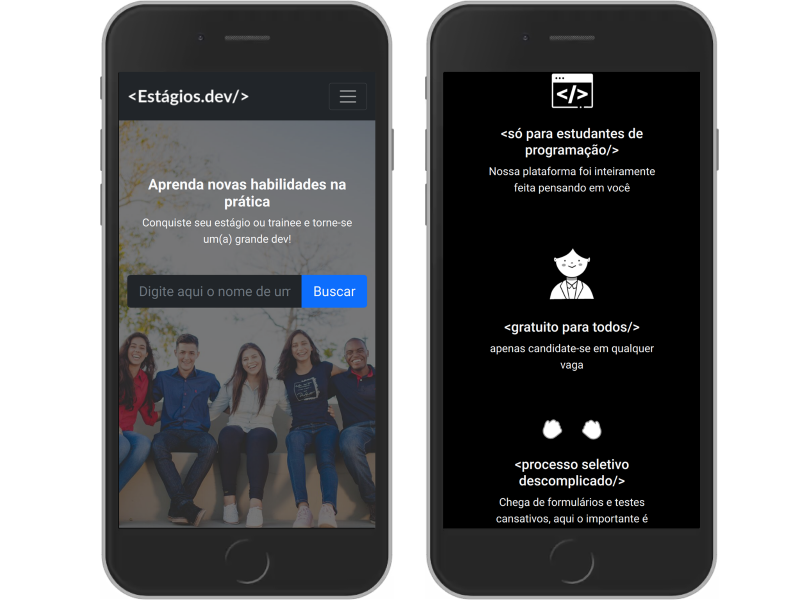 <Estágios.dev/>
Aprenda novas habilidades na
prática
Conquiste seu estágio ou trainee e torne-se
um(a) grande dev!
Digite aqui o nome de um
Buscar
</>
<só para estudantes de
programação/>
Nossa plataforma foi inteiramente
feita pensando em você
<gratuito para todos/>
apenas candidate-se em qualquer
vaga
<processo seletivo
descomplicado/>
Chega de formulários e testes
cansativos, aqui o importante é